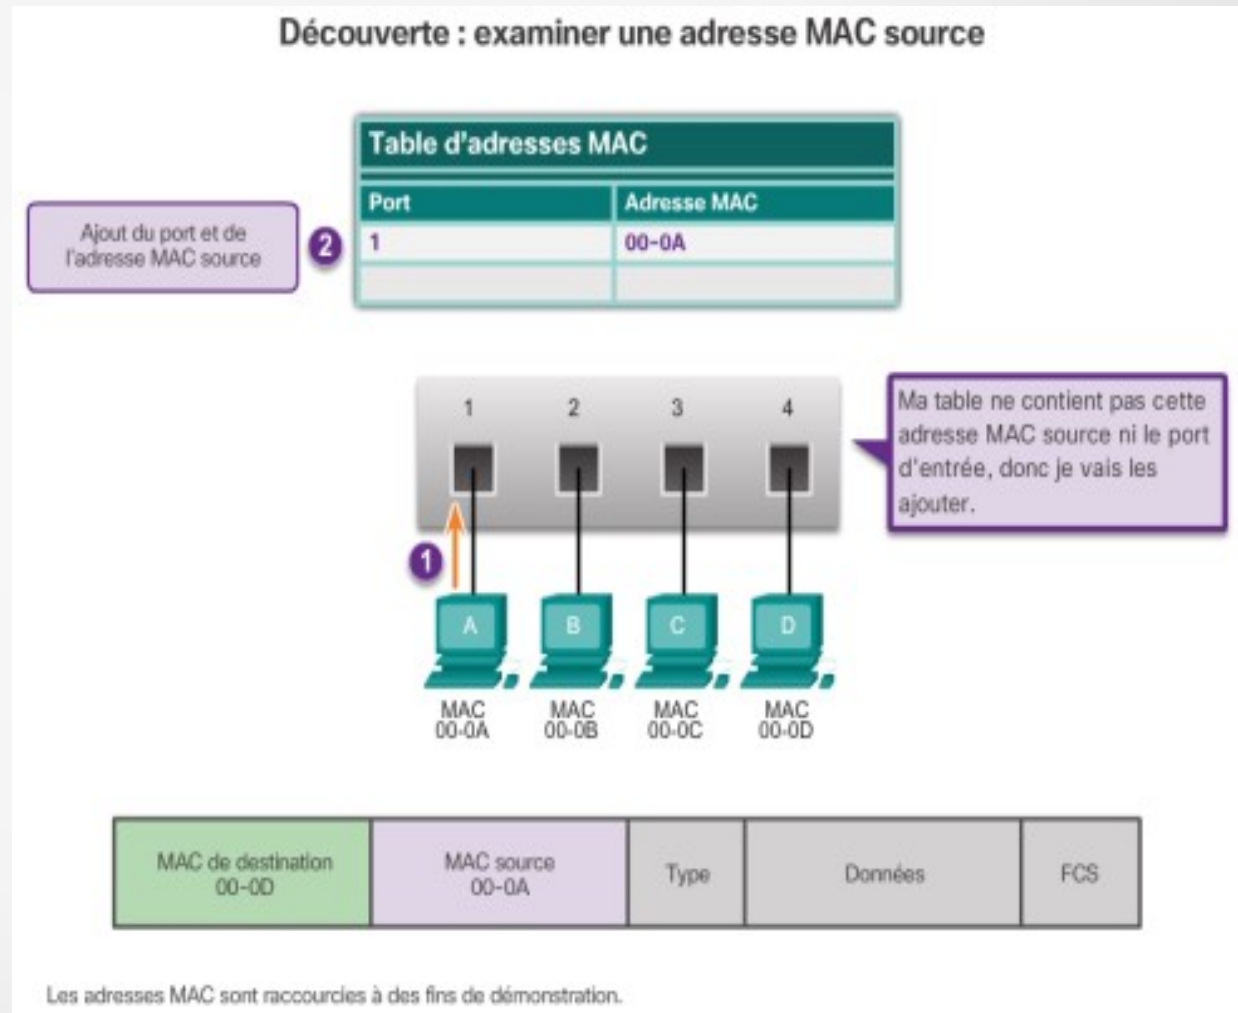 Découverte : examiner une adresse MAC source
Table d'adresses MAC
Port Adresse MAC
1 00-0A
Ajout du port et de
l'adresse MAC source
2
1 2 3 4
Ma table ne contient pas cette
adresse MAC source ni le port
d'entrée, donc je vais les
ajouter.
1
A B C D
MAC MAC MAC MAC
00-0A 00-0B 00-0C 00-0D
MAC de destination
00-0D
MAC source
00-0A
Type
Données
FCS
Les adresses MAC sont raccourcies à des fins de démonstration.